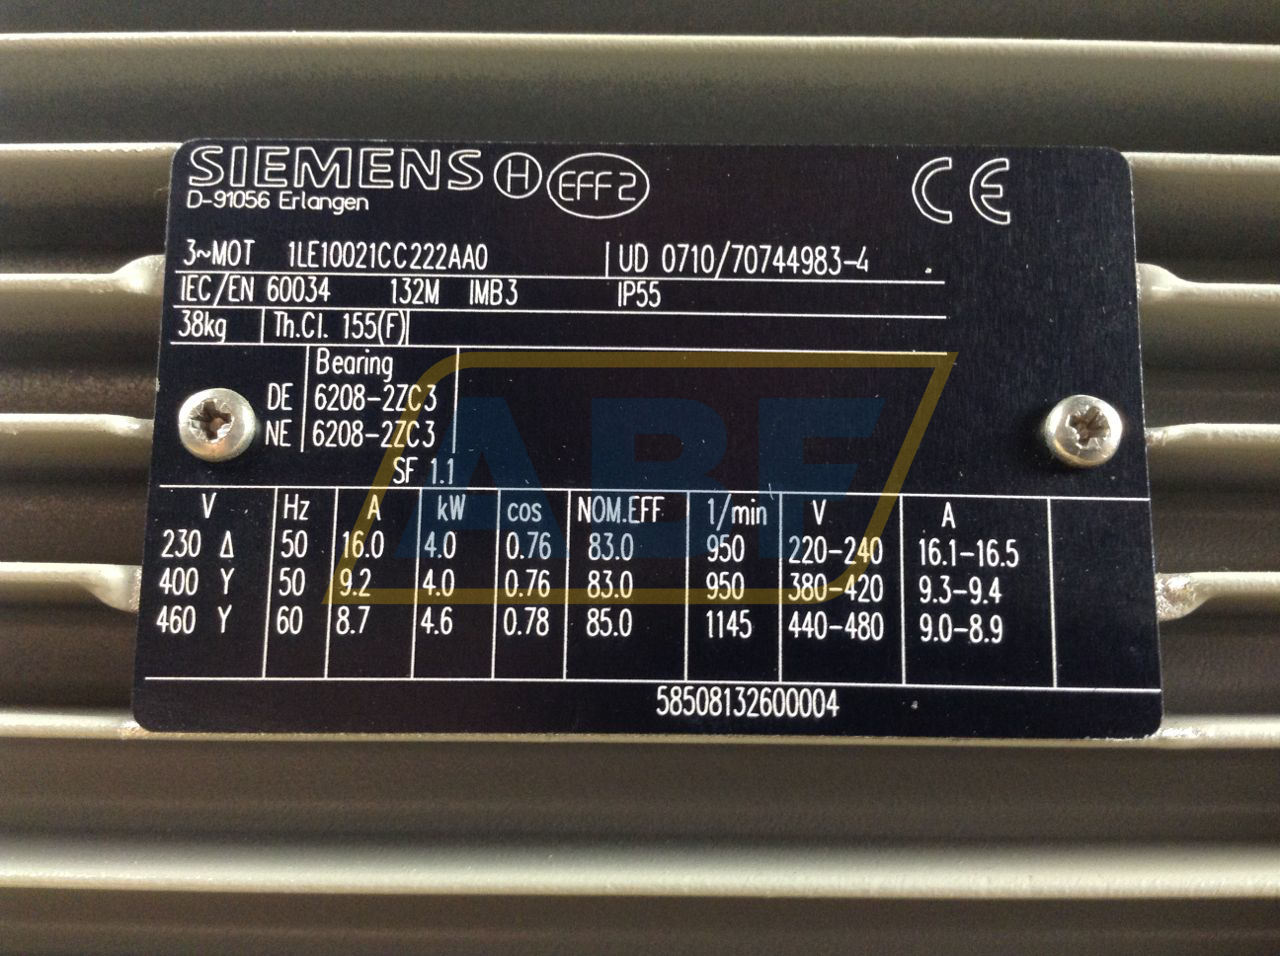 SIEMENS H EFF2 CE
D-91056 Erlangen
3~MOT 1LE10021CC222AA0 UD 0710/70744983-4
IEC/EN 60034 132M IMB3 IP55
38kg Th.Cl. 155(F)
Bearing
DE 6208-2ZC3
NE 6208-2ZC3
SF 1.1
V Hz A kW cos NOM.EFF 1/min V A
230 Δ 50 16.0 4.0 0.76 83.0 950 220-240 16.1-16.5
400 Y 50 9.2 4.0 0.76 83.0 950 380-420 9.3-9.4
460 Y 60 8.7 4.6 0.78 85.0 1145 440-480 9.0-8.9
58508132600004
ABF